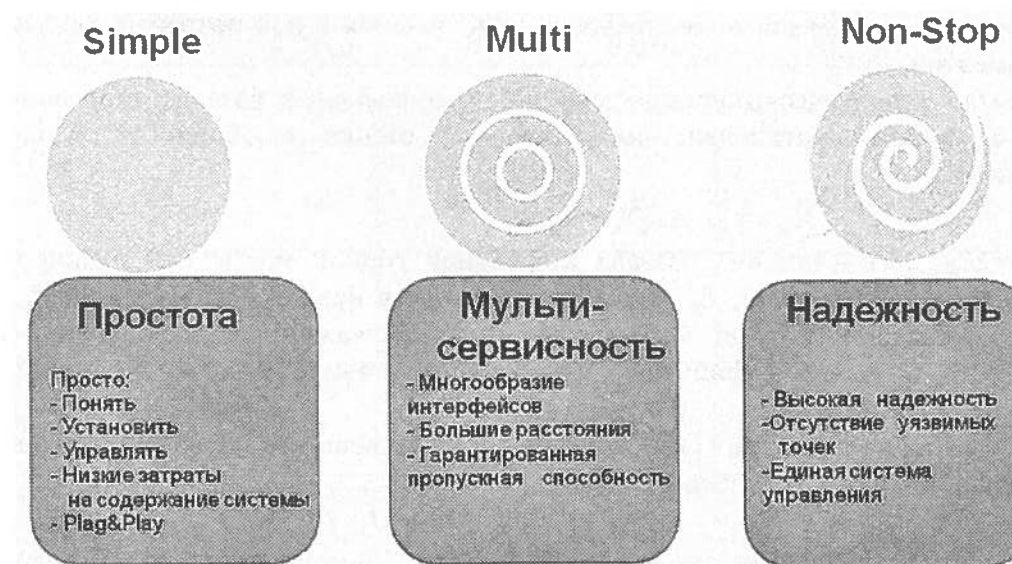 Simple
Multi
Non-Stop
Простота
Просто:
- Понять
- Установить
- Управлять
- Низкие затраты
на содержание системы
- Plag&Play
Мульти-
сервисность
- Многообразие
интерфейсов
- Большие расстояния
- Гарантированная
пропускная способность
Надежность
- Высокая надежность
-Отсутствие уязвимых
точек
-Единая система
управления